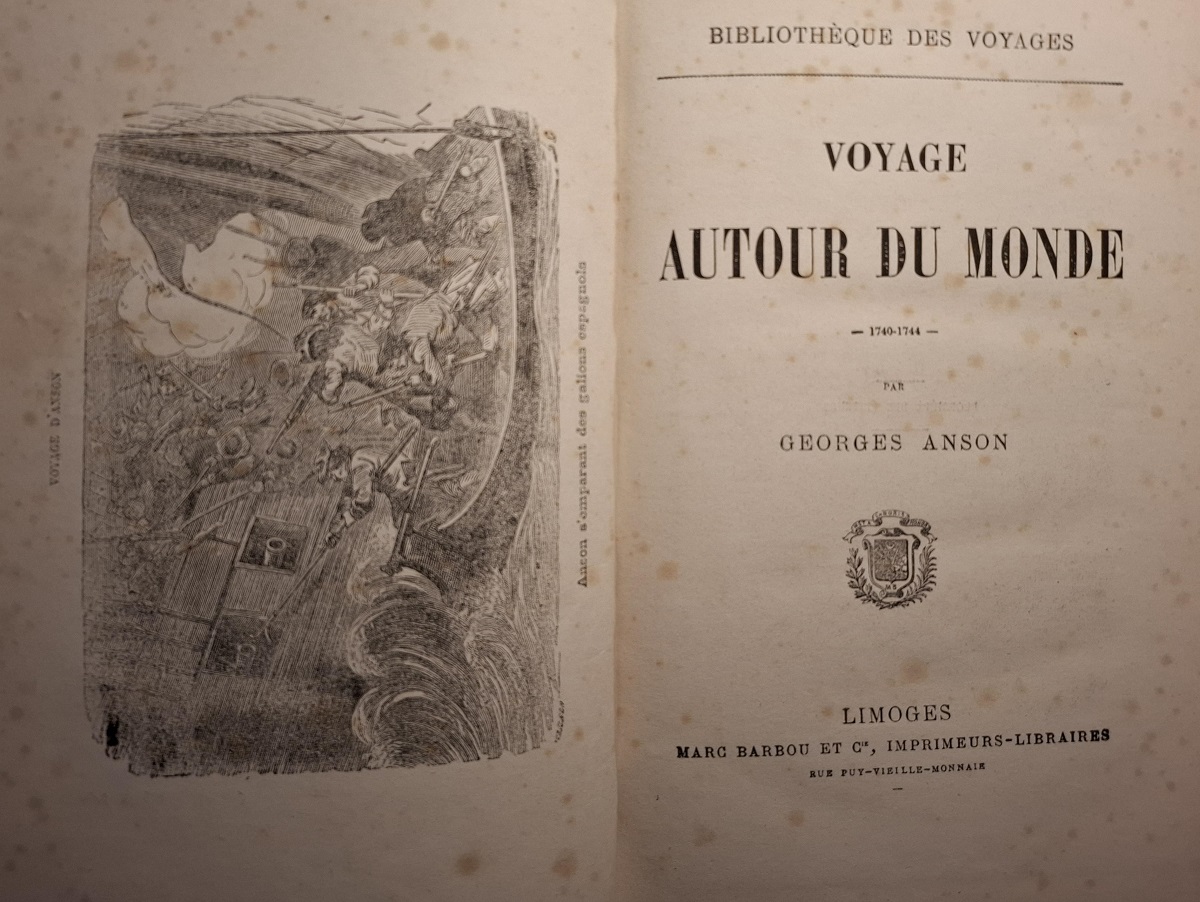 VOYAGE D'ANSON
Anson s'emparant des galions espagnols
BIBLIOTHÈQUE DES VOYAGES
VOYAGE
AUTOUR DU MONDE
— 1740-1744 —
PAR
GEORGES ANSON
LIMOGES
MARC BARBOU ET Cie, IMPRIMEURS-LIBRAIRES
RUE PUY-VIEILLE-MONNAIE